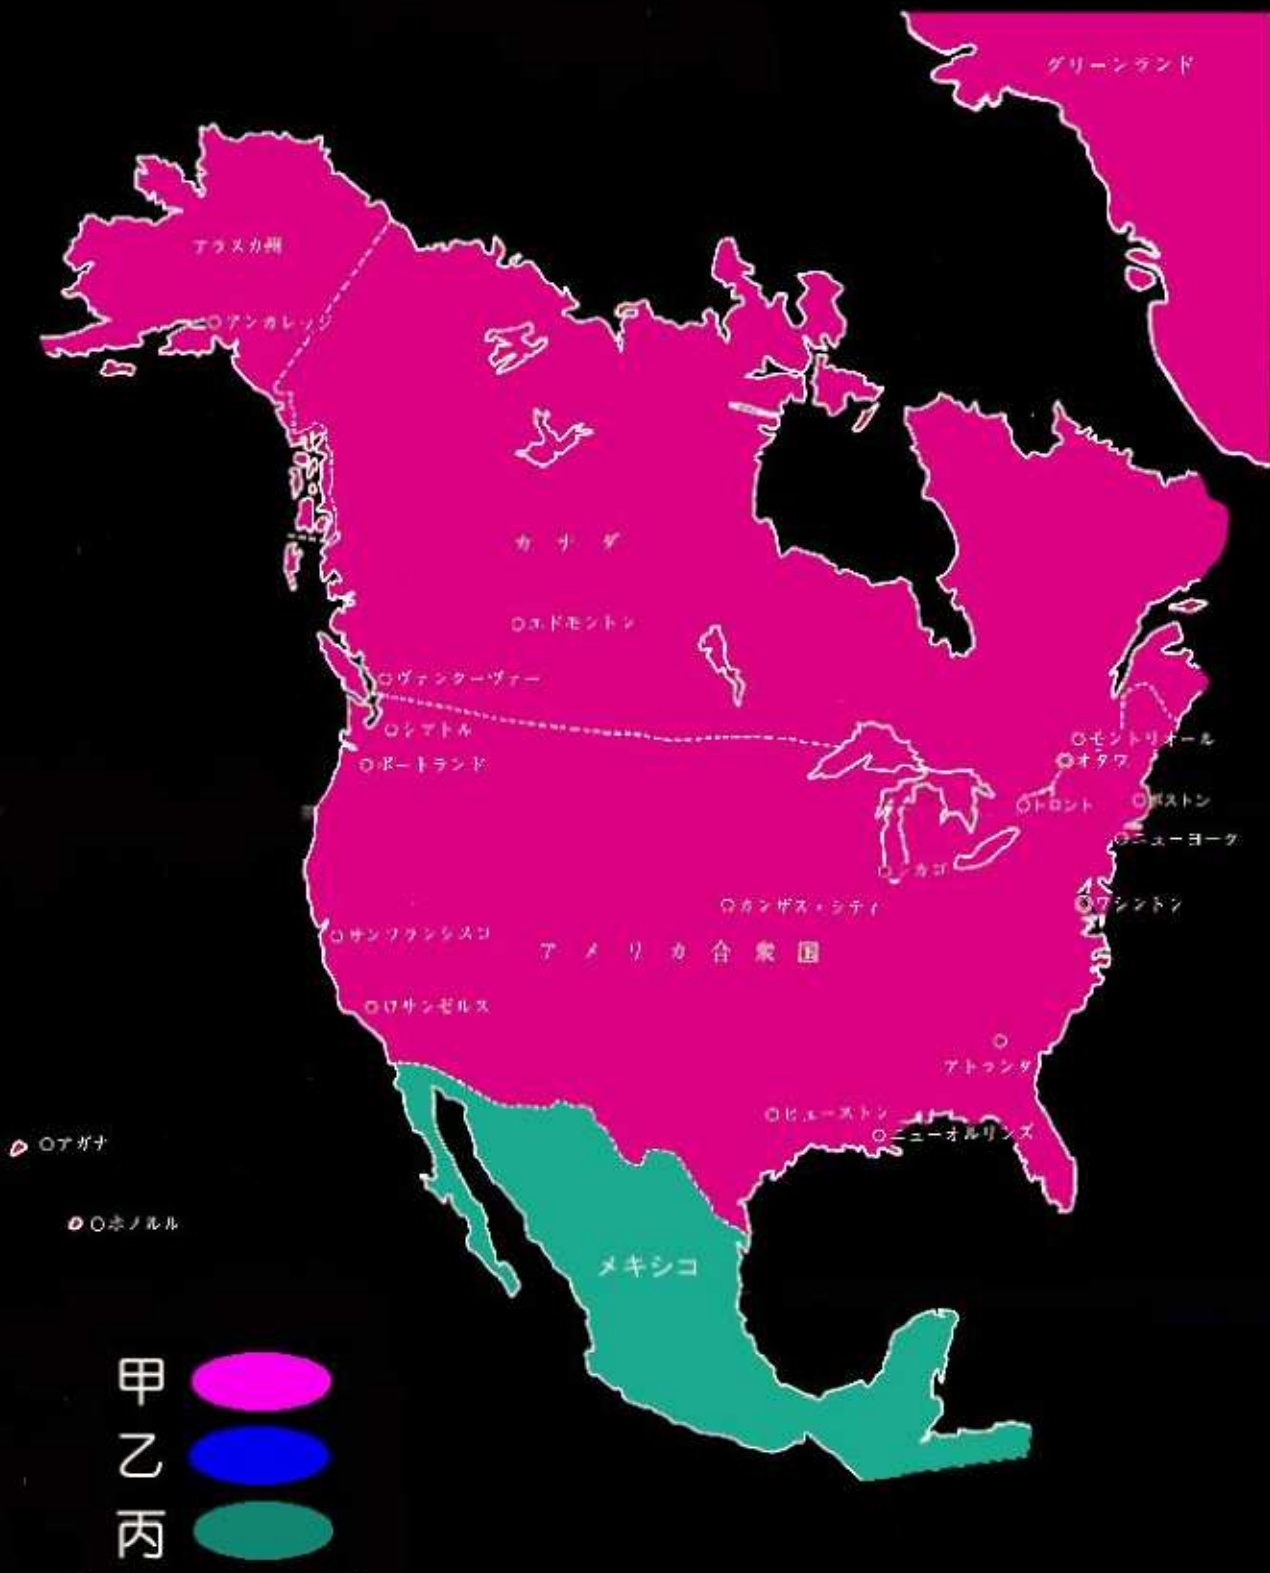 グリーンランド
アラスカ州
アンカレッジ
カナダ
エドモントン
ヴァンクーヴァー
シアトル
ポートランド
モントリオール
オタワ
トロント
ボストン
ニューヨーク
シカゴ
ワシントン
カンザス・シティ
サンフランシスコ
アメリカ合衆国
ロサンゼルス
アトランタ
ヒューストン
ニューオルリンズ
アガナ
ホノルル
メキシコ
甲
乙
丙